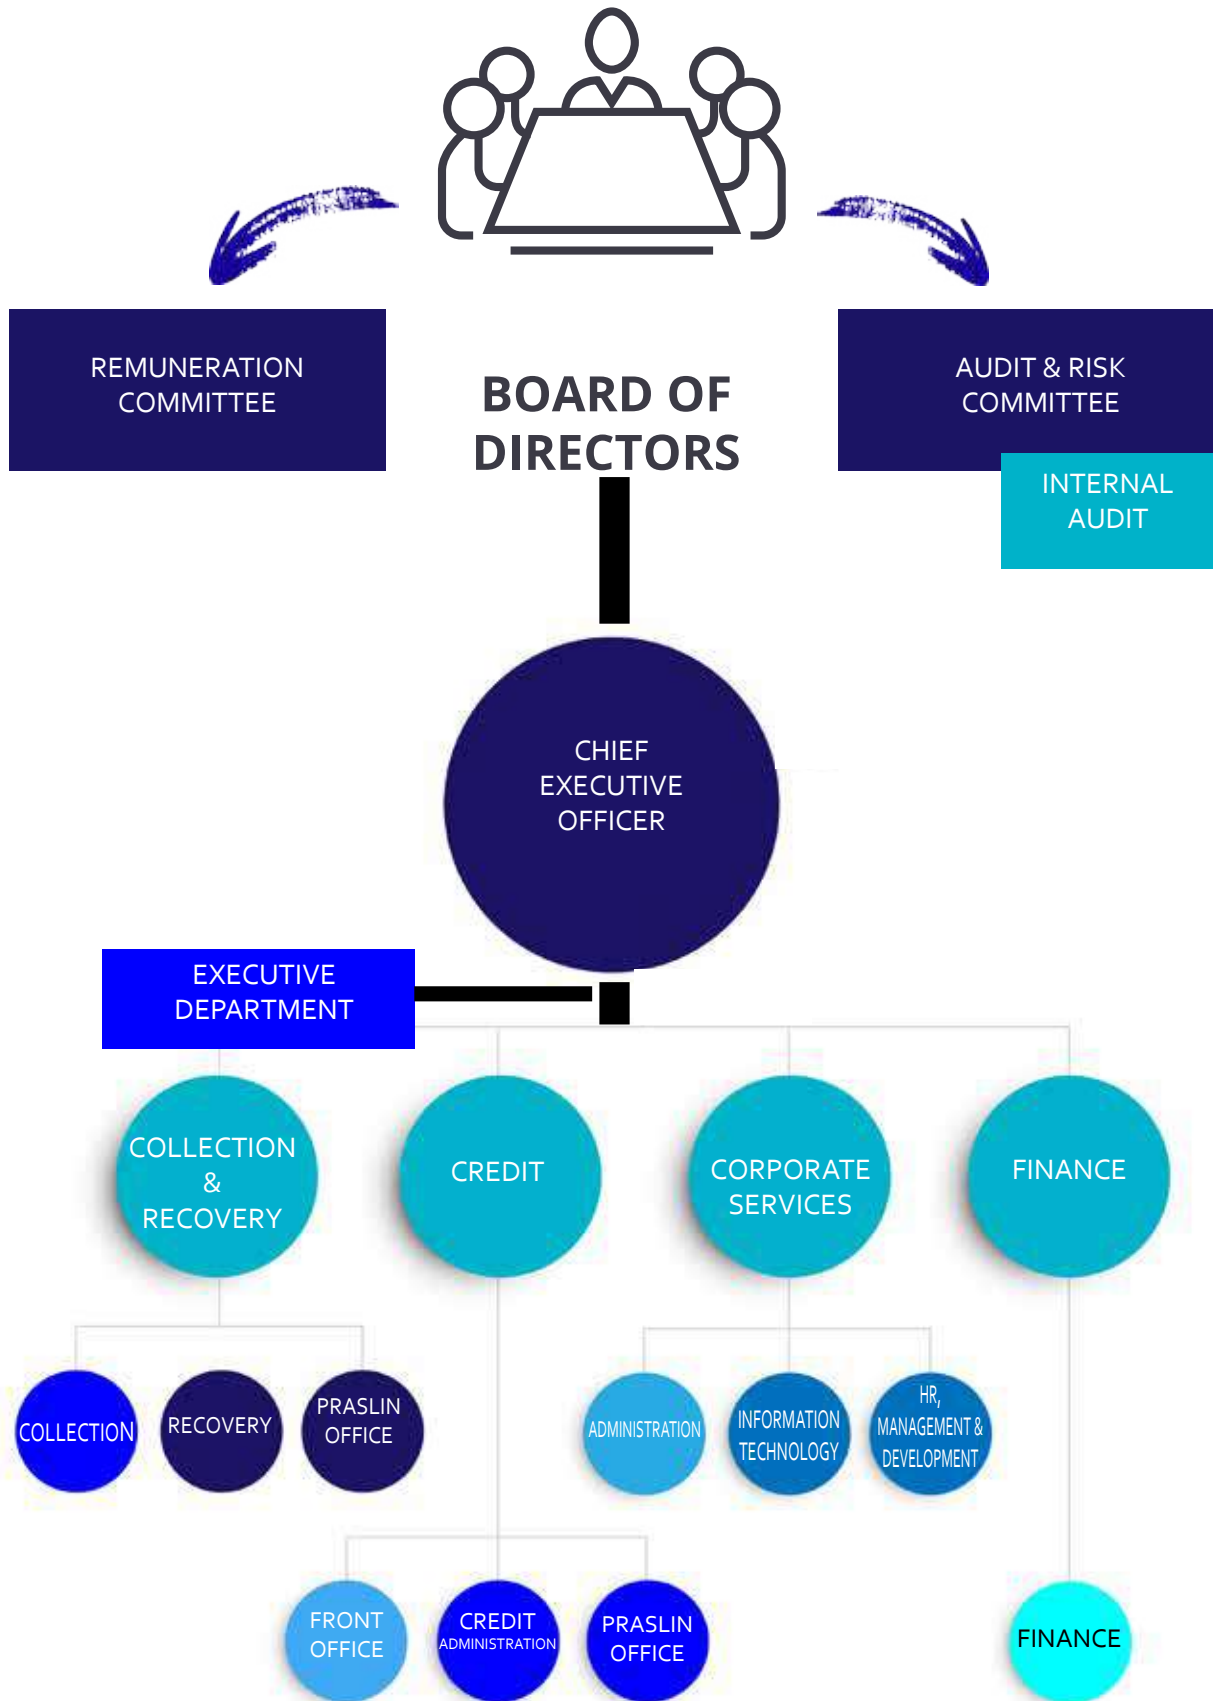 REMUNERATION
COMMITTEE
BOARD OF
DIRECTORS
AUDIT & RISK
COMMITTEE
INTERNAL
AUDIT
CHIEF
EXECUTIVE
OFFICER
EXECUTIVE
DEPARTMENT
COLLECTION
&
RECOVERY
CREDIT
CORPORATE
SERVICES
FINANCE
COLLECTION
RECOVERY
PRASLIN
OFFICE
ADMINISTRATION
INFORMATION
TECHNOLOGY
HR,
MANAGEMENT &
DEVELOPMENT
FRONT
OFFICE
CREDIT
ADMINISTRATION
PRASLIN
OFFICE
FINANCE